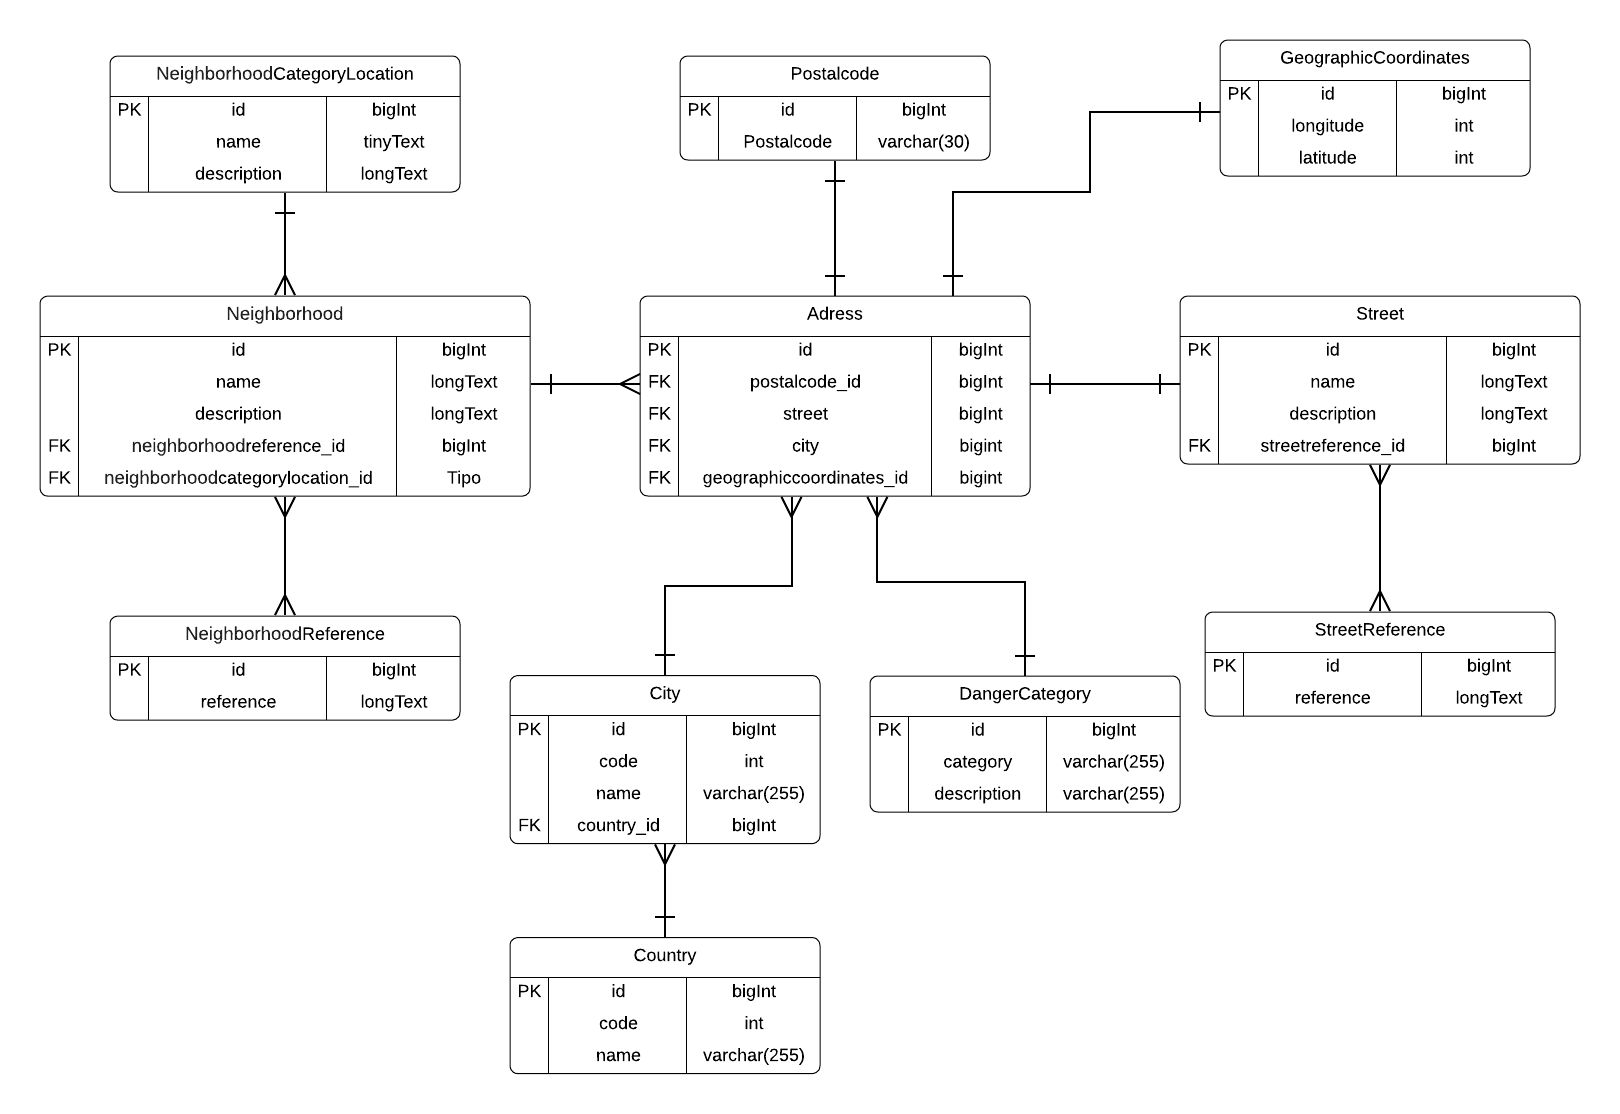 NeighborhoodCategoryLocation
PK id bigInt
name tinyText
description longText
Postalcode
PK id bigInt
Postalcode varchar(30)
GeographicCoordinates
PK id bigInt
longitude int
latitude int
Neighborhood
PK id bigInt
name longText
description longText
FK neighborhoodreference_id bigInt
FK neighborhoodcategorylocation_id Tipo
Adress
PK id bigInt
FK postalcode_id bigInt
FK street bigInt
FK city bigint
FK geographiccoordinates_id bigint
Street
PK id bigInt
name longText
description longText
FK streetreference_id bigInt
NeighborhoodReference
PK id bigInt
reference longText
City
PK id bigInt
code int
name varchar(255)
FK country_id bigInt
DangerCategory
PK id bigInt
category varchar(255)
description varchar(255)
StreetReference
PK id bigInt
reference longText
Country
PK id bigInt
code int
name varchar(255)